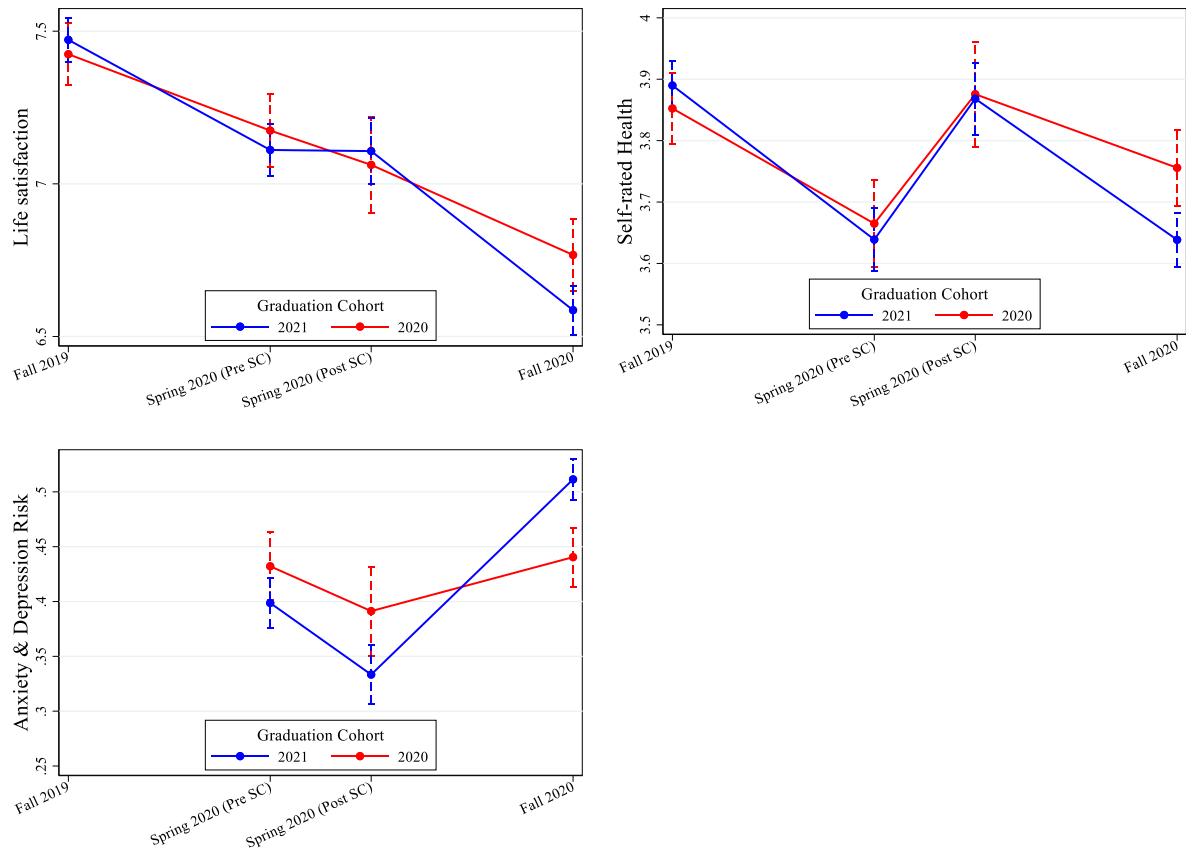 Life satisfaction
7.5
7
6.5
Graduation Cohort
2021 2020
Fall 2019
Spring 2020 (Pre SC)
Spring 2020 (Post SC)
Fall 2020
Self-rated Health
4
3.9
3.8
3.7
3.6
3.5
Graduation Cohort
2021 2020
Fall 2019
Spring 2020 (Pre SC)
Spring 2020 (Post SC)
Fall 2020
Anxiety & Depression Risk
.5
.45
.4
.35
.3
.25
Graduation Cohort
2021 2020
Fall 2019
Spring 2020 (Pre SC)
Spring 2020 (Post SC)
Fall 2020